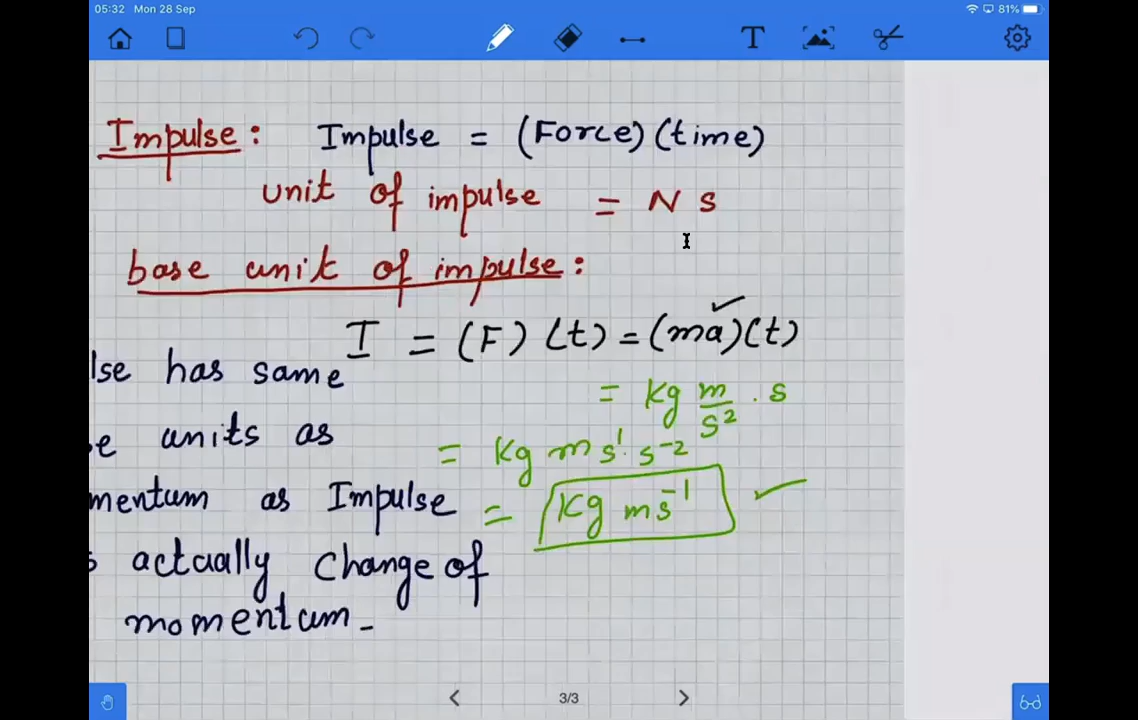 05:32 Mon 28 Sep
81%
T
Impulse: Impulse = (Force) (time)
unit of impulse = N s
base unit of impulse:
I = (F) (t) = (ma) (t)
lse has same
= kg m/s² . s
e units as
= kg m s¹. s⁻²
mentum as Impulse
= kg ms⁻¹
s actually change of
momentum -
3/3